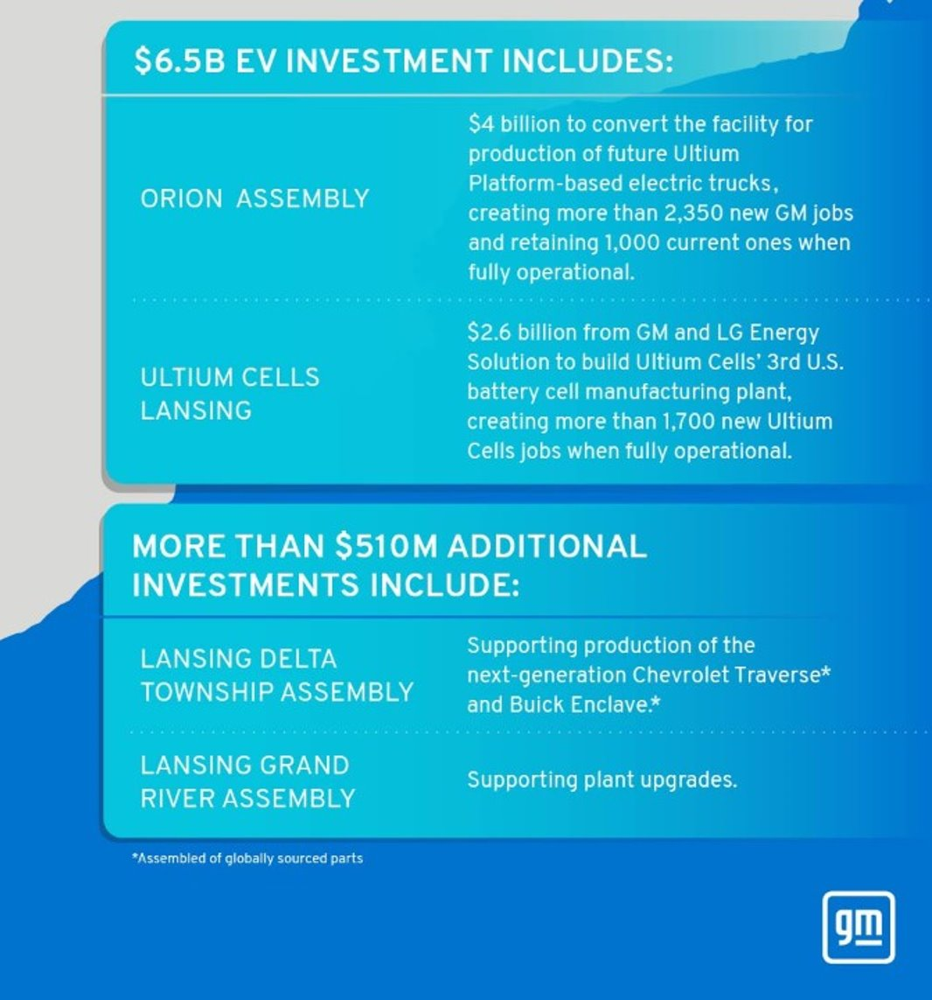 $6.5B EV INVESTMENT INCLUDES:
ORION ASSEMBLY
$4 billion to convert the facility for
production of future Ultium
Platform-based electric trucks,
creating more than 2,350 new GM jobs
and retaining 1,000 current ones when
fully operational.
ULTIUM CELLS
LANSING
$2.6 billion from GM and LG Energy
Solution to build Ultium Cells’ 3rd U.S.
battery cell manufacturing plant,
creating more than 1,700 new Ultium
Cells jobs when fully operational.
MORE THAN $510M ADDITIONAL
INVESTMENTS INCLUDE:
LANSING DELTA
TOWNSHIP ASSEMBLY
Supporting production of the
next-generation Chevrolet Traverse*
and Buick Enclave.*
LANSING GRAND
RIVER ASSEMBLY
Supporting plant upgrades.
*Assembled of globally sourced parts
gm